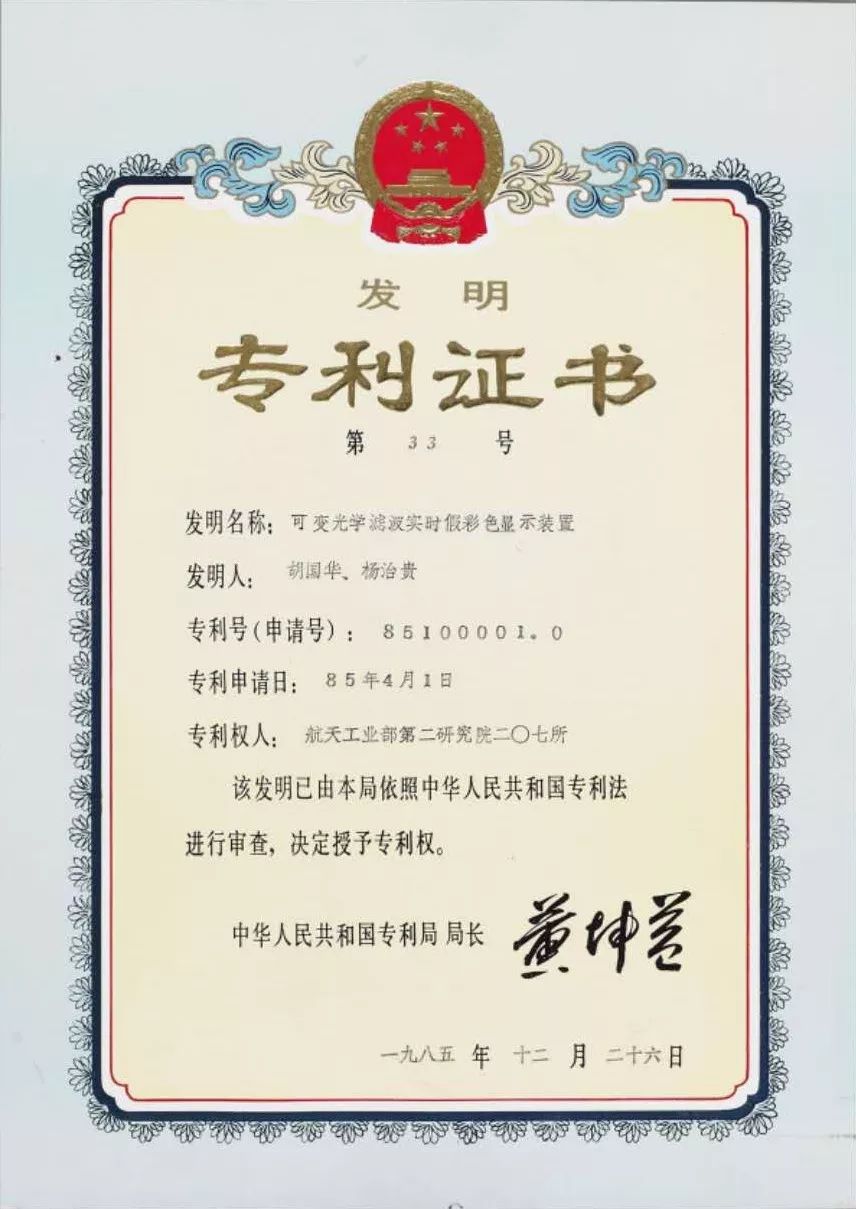 发明
专利证书
第 33 号
发明名称：可变光学滤波实时假彩色显示装置
发明人：胡国华、杨治贵
专利号(申请号)：85100001.0
专利申请日：85年4月1日
专利权人：航天工业部第二研究院二〇七所
该发明已由本局依照中华人民共和国专利法
进行审查，决定授予专利权。
中华人民共和国专利局 局长 黄坤益
一九八五 年 十二 月 二十六日